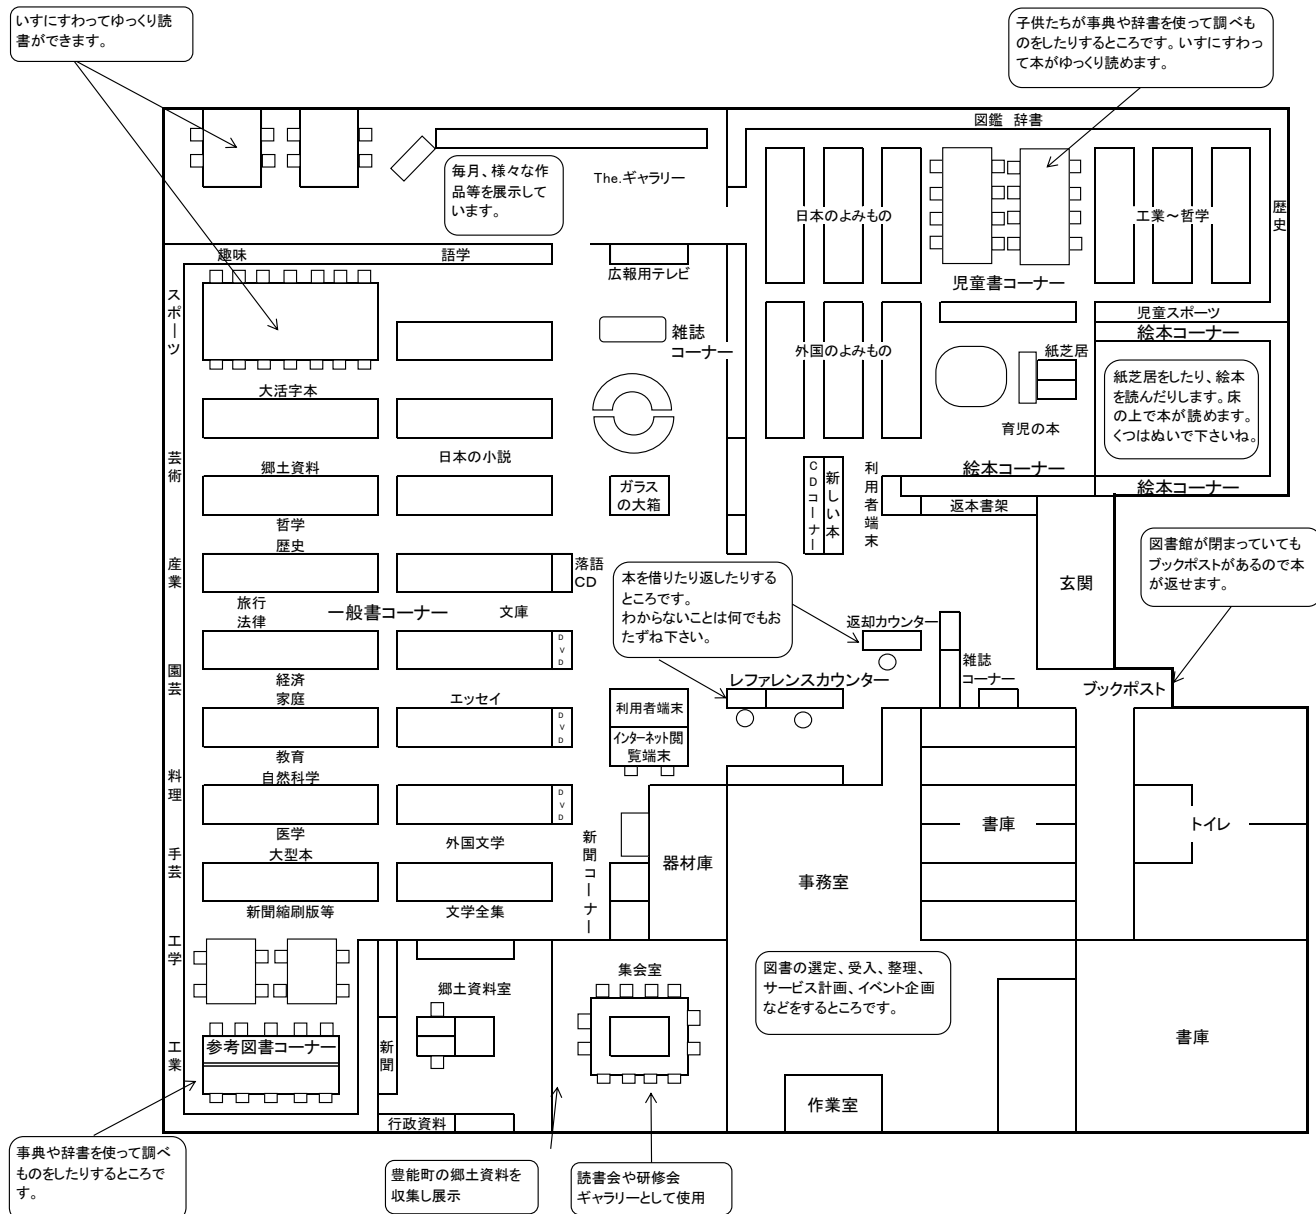 いすにすわってゆっくり読
書ができます。
子供たちが事典や辞書を使って調べも
のをしたりするところです。いすにすわっ
て本がゆっくり読めます。
図鑑 辞書
毎月、様々な作
品等を展示して
います。
The.ギャラリー
日本のよみもの
工業～哲学
歴史
趣味
語学
広報用テレビ
児童書コーナー
スポーツ
児童スポーツ
絵本コーナー
雑誌
コーナー
外国のよみもの
紙芝居
紙芝居をしたり、絵本
を読んだりします。床
の上で本が読めます。
くつはぬいで下さいね。
大活字本
育児の本
芸術
郷土資料
日本の小説
ガラス
の大箱
CDコーナー
新しい本
利用者端末
絵本コーナー
絵本コーナー
返本書架
哲学
歴史
産業
落語
CD
本を借りたり返したりする
ところです。
わからないことは何でもお
たずね下さい。
玄関
図書館が閉まっていても
ブックポストがあるので本
が返せます。
旅行
法律
一般書コーナー
文庫
返却カウンター
DVD
園芸
経済
家庭
エッセイ
レファレンスカウンター
雑誌
コーナー
ブックポスト
利用者端末
インターネット閲
覧端末
DVD
教育
自然科学
料理
DVD
医学
大型本
外国文学
手芸
新聞コーナー
器材庫
事務室
書庫
トイレ
新聞縮刷版等
文学全集
工学
郷土資料室
集会室
図書の選定、受入、整理、
サービス計画、イベント企画
などをするところです。
工業
参考図書コーナー
新聞
書庫
作業室
行政資料
事典や辞書を使って調べ
ものをしたりするところで
す。
豊能町の郷土資料を
収集し展示
読書会や研修会
ギャラリーとして使用